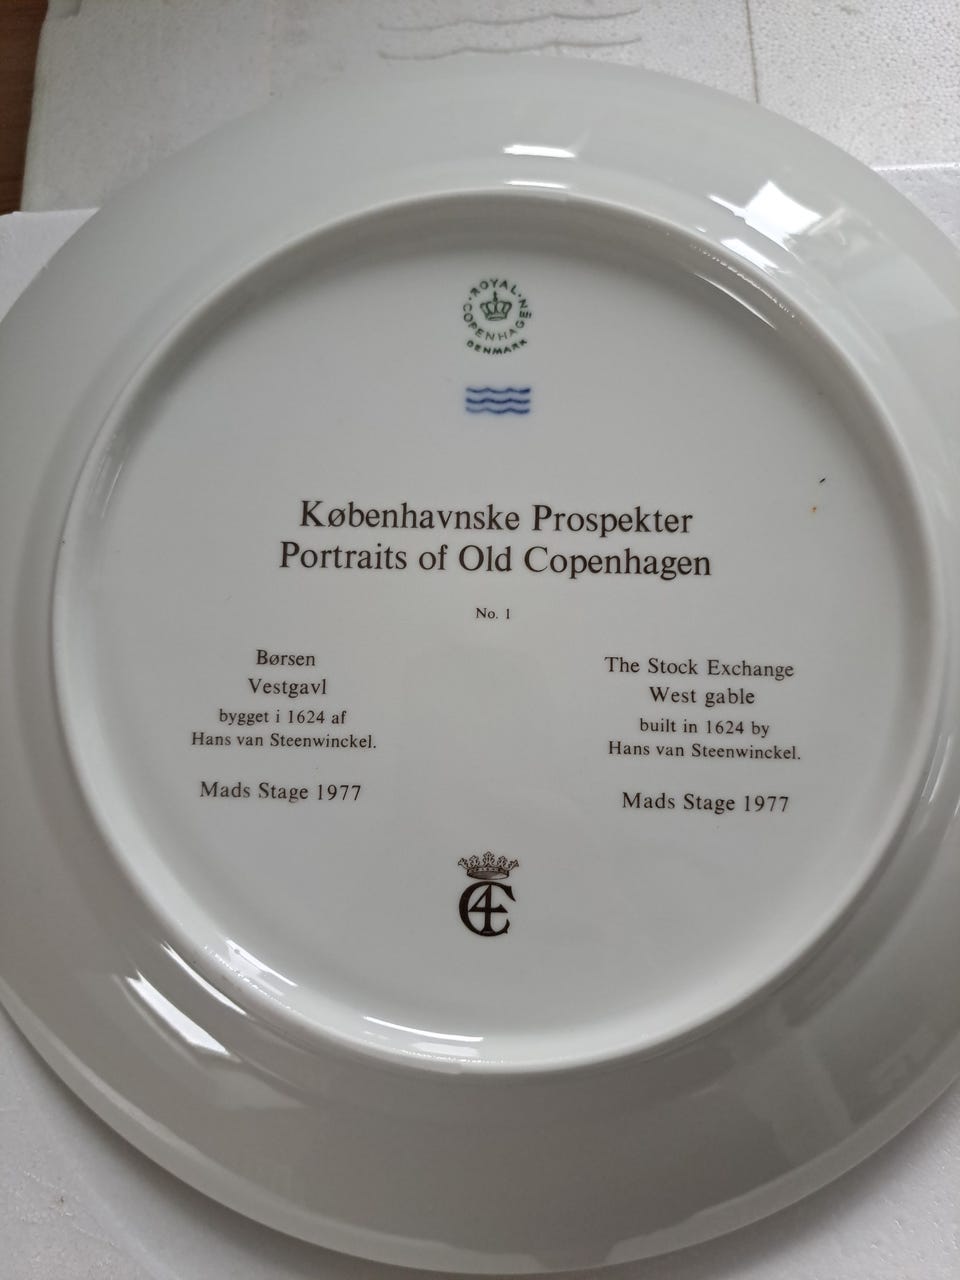 ROYAL COPENHAGEN
DENMARK
Københavnske Prospekter
Portraits of Old Copenhagen
No. 1
Børsen
Vestgavl
bygget i 1624 af
Hans van Steenwinckel.
Mads Stage 1977
The Stock Exchange
West gable
built in 1624 by
Hans van Steenwinckel.
Mads Stage 1977
C4